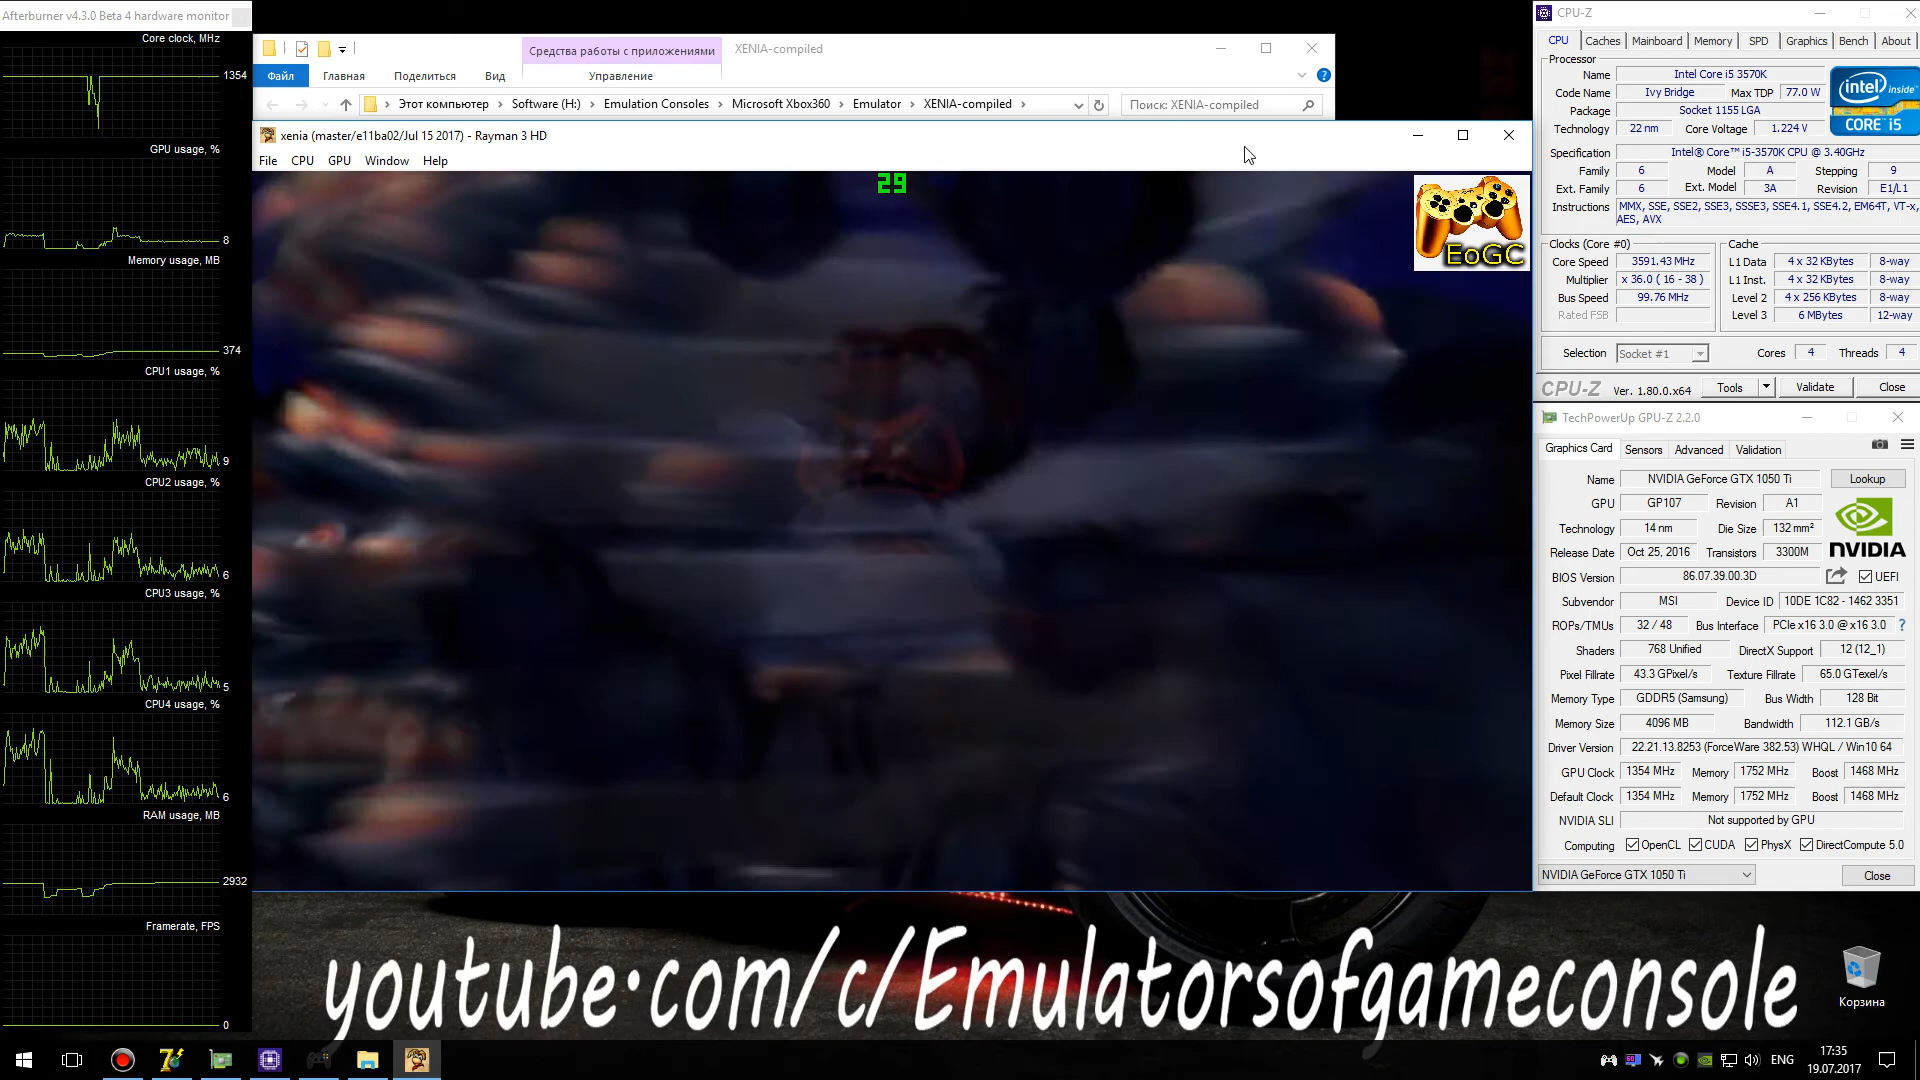 Afterburner v4.3.0 Beta 4 hardware monitor
Core clock, MHz
1354
GPU usage, %
8
Memory usage, MB
374
CPU1 usage, %
9
CPU2 usage, %
6
CPU3 usage, %
5
CPU4 usage, %
6
RAM usage, MB
2932
Framerate, FPS
0
Средства работы с приложениями XENIA-compiled
Файл Главная Поделиться Вид Управление
Этот компьютер Software (H:) Emulation Consoles Microsoft Xbox360 Emulator XENIA-compiled
Поиск: XENIA-compiled
xenia (master/e11ba02/Jul 15 2017) - Rayman 3 HD
File CPU GPU Window Help
29
EoGC
CPU-Z
CPU Caches Mainboard Memory SPD Graphics Bench About
Processor
Name Intel Core i5 3570K
Code Name Ivy Bridge Max TDP 77.0 W
Package Socket 1155 LGA
Technology 22 nm Core Voltage 1.224 V
intel inside
CORE i5
Specification Intel® Core™ i5-3570K CPU @ 3.40GHz
Family 6 Model A Stepping 9
Ext. Family 6 Ext. Model 3A Revision E1/L1
Instructions MMX, SSE, SSE2, SSE3, SSSE3, SSE4.1, SSE4.2, EM64T, VT-x,
AES, AVX
Clocks (Core #0)
Core Speed 3591.43 MHz
Multiplier x 36.0 ( 16 - 38 )
Bus Speed 99.76 MHz
Rated FSB
Cache
L1 Data 4 x 32 KBytes 8-way
L1 Inst. 4 x 32 KBytes 8-way
Level 2 4 x 256 KBytes 8-way
Level 3 6 MBytes 12-way
Selection Socket #1 Cores 4 Threads 4
CPU-Z Ver. 1.80.0.x64 Tools Validate Close
TechPowerUp GPU-Z 2.2.0
Graphics Card Sensors Advanced Validation
Name NVIDIA GeForce GTX 1050 Ti Lookup
GPU GP107 Revision A1
Technology 14 nm Die Size 132 mm²
Release Date Oct 25, 2016 Transistors 3300M
NVIDIA
BIOS Version 86.07.39.00.3D UEFI
Subvendor MSI Device ID 10DE 1C82 - 1462 3351
ROPs/TMUs 32 / 48 Bus Interface PCIe x16 3.0 @ x16 3.0 ?
Shaders 768 Unified DirectX Support 12 (12_1)
Pixel Fillrate 43.3 GPixel/s Texture Fillrate 65.0 GTexel/s
Memory Type GDDR5 (Samsung) Bus Width 128 Bit
Memory Size 4096 MB Bandwidth 112.1 GB/s
Driver Version 22.21.13.8253 (ForceWare 382.53) WHQL / Win10 64
GPU Clock 1354 MHz Memory 1752 MHz Boost 1468 MHz
Default Clock 1354 MHz Memory 1752 MHz Boost 1468 MHz
NVIDIA SLI Not supported by GPU
Computing OpenCL CUDA PhysX DirectCompute 5.0
NVIDIA GeForce GTX 1050 Ti Close
youtube.com/c/Emulatorsofgameconsole
Корзина
ENG
17:35
19.07.2017